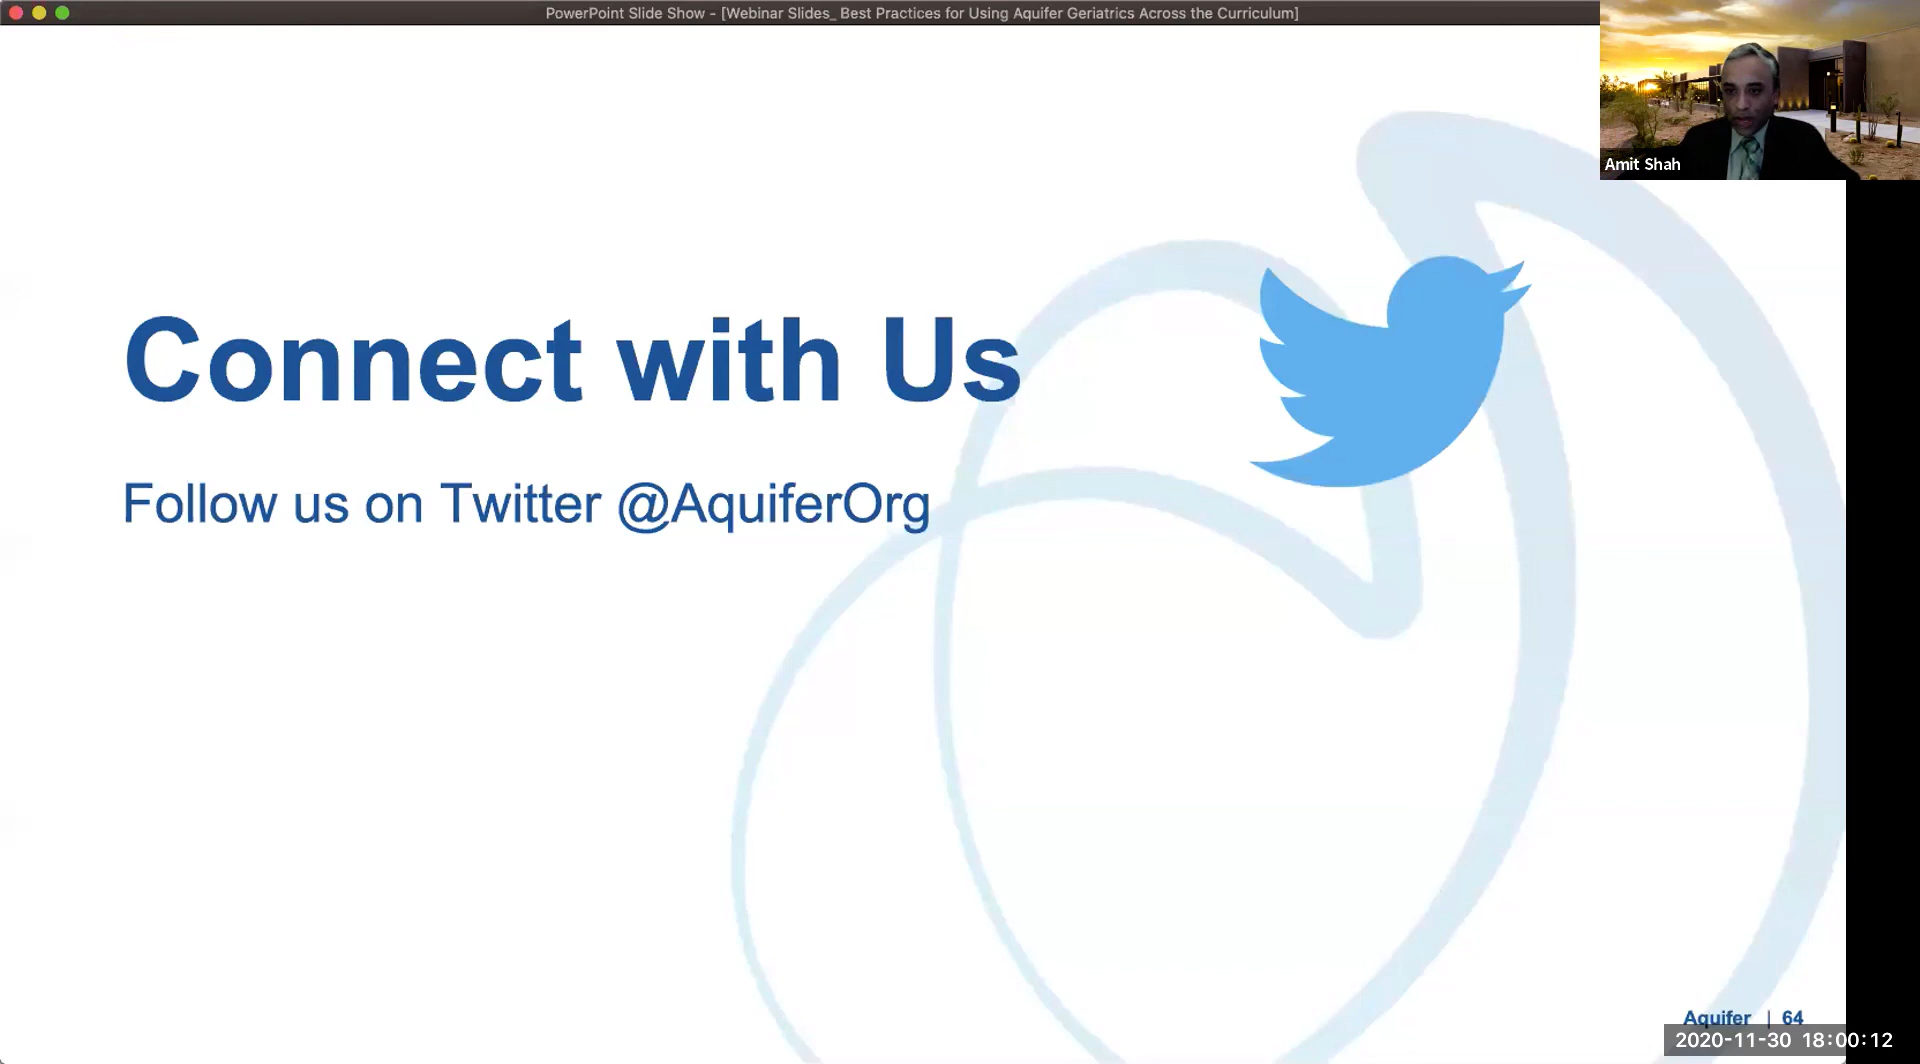 PowerPoint Slide Show - [Webinar Slides_ Best Practices for Using Aquifer Geriatrics Across the Curriculum]
Amit Shah
Connect with Us
Follow us on Twitter @AquiferOrg
Aquifer | 64
2020-11-30 18:00:12